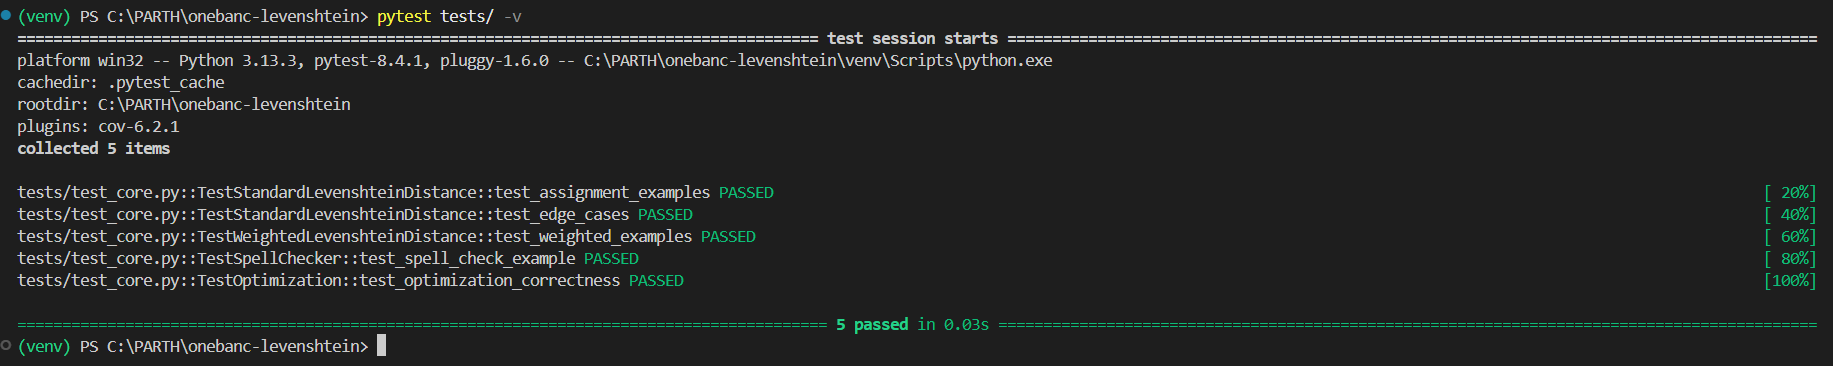 (venv) PS C:\PARTH\onebanc-levenshtein> pytest tests/ -v
========================================================================================= test session starts ==========================================================================================
platform win32 -- Python 3.13.3, pytest-8.4.1, pluggy-1.6.0 -- C:\PARTH\onebanc-levenshtein\venv\Scripts\python.exe
cachedir: .pytest_cache
rootdir: C:\PARTH\onebanc-levenshtein
plugins: cov-6.2.1
collected 5 items
tests/test_core.py::TestStandardLevenshteinDistance::test_assignment_examples PASSED [ 20%]
tests/test_core.py::TestStandardLevenshteinDistance::test_edge_cases PASSED [ 40%]
tests/test_core.py::TestWeightedLevenshteinDistance::test_weighted_examples PASSED [ 60%]
tests/test_core.py::TestSpellChecker::test_spell_check_example PASSED [ 80%]
tests/test_core.py::TestOptimization::test_optimization_correctness PASSED [100%]
========================================================================================== 5 passed in 0.03s ===========================================================================================
(venv) PS C:\PARTH\onebanc-levenshtein>